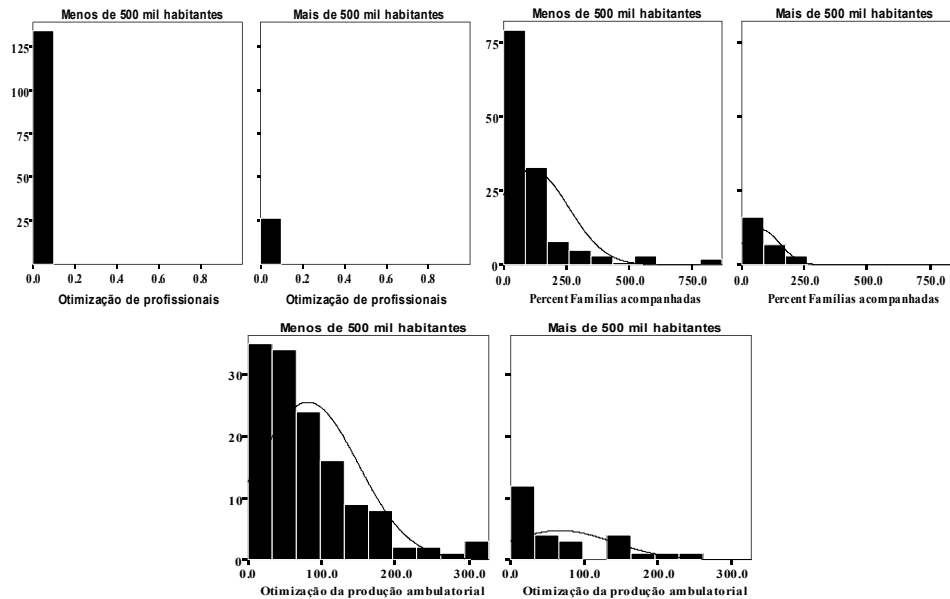 Menos de 500 mil habitantes
Mais de 500 mil habitantes
125
100
75
50
25
0.0 0.2 0.4 0.6 0.8
0.0 0.2 0.4 0.6 0.8
Otimização de profissionais
Otimização de profissionais
Menos de 500 mil habitantes
Mais de 500 mil habitantes
75
50
25
0
0.0 250.0 500.0 750.0
0.0 250.0 500.0 750.0
Percent Famílias acompanhadas
Percent Famílias acompanhadas
Menos de 500 mil habitantes
Mais de 500 mil habitantes
30
20
10
0
0.0 100.0 200.0 300.0
0.0 100.0 200.0 300.0
Otimização da produção ambulatorial
Otimização da produção ambulatorial